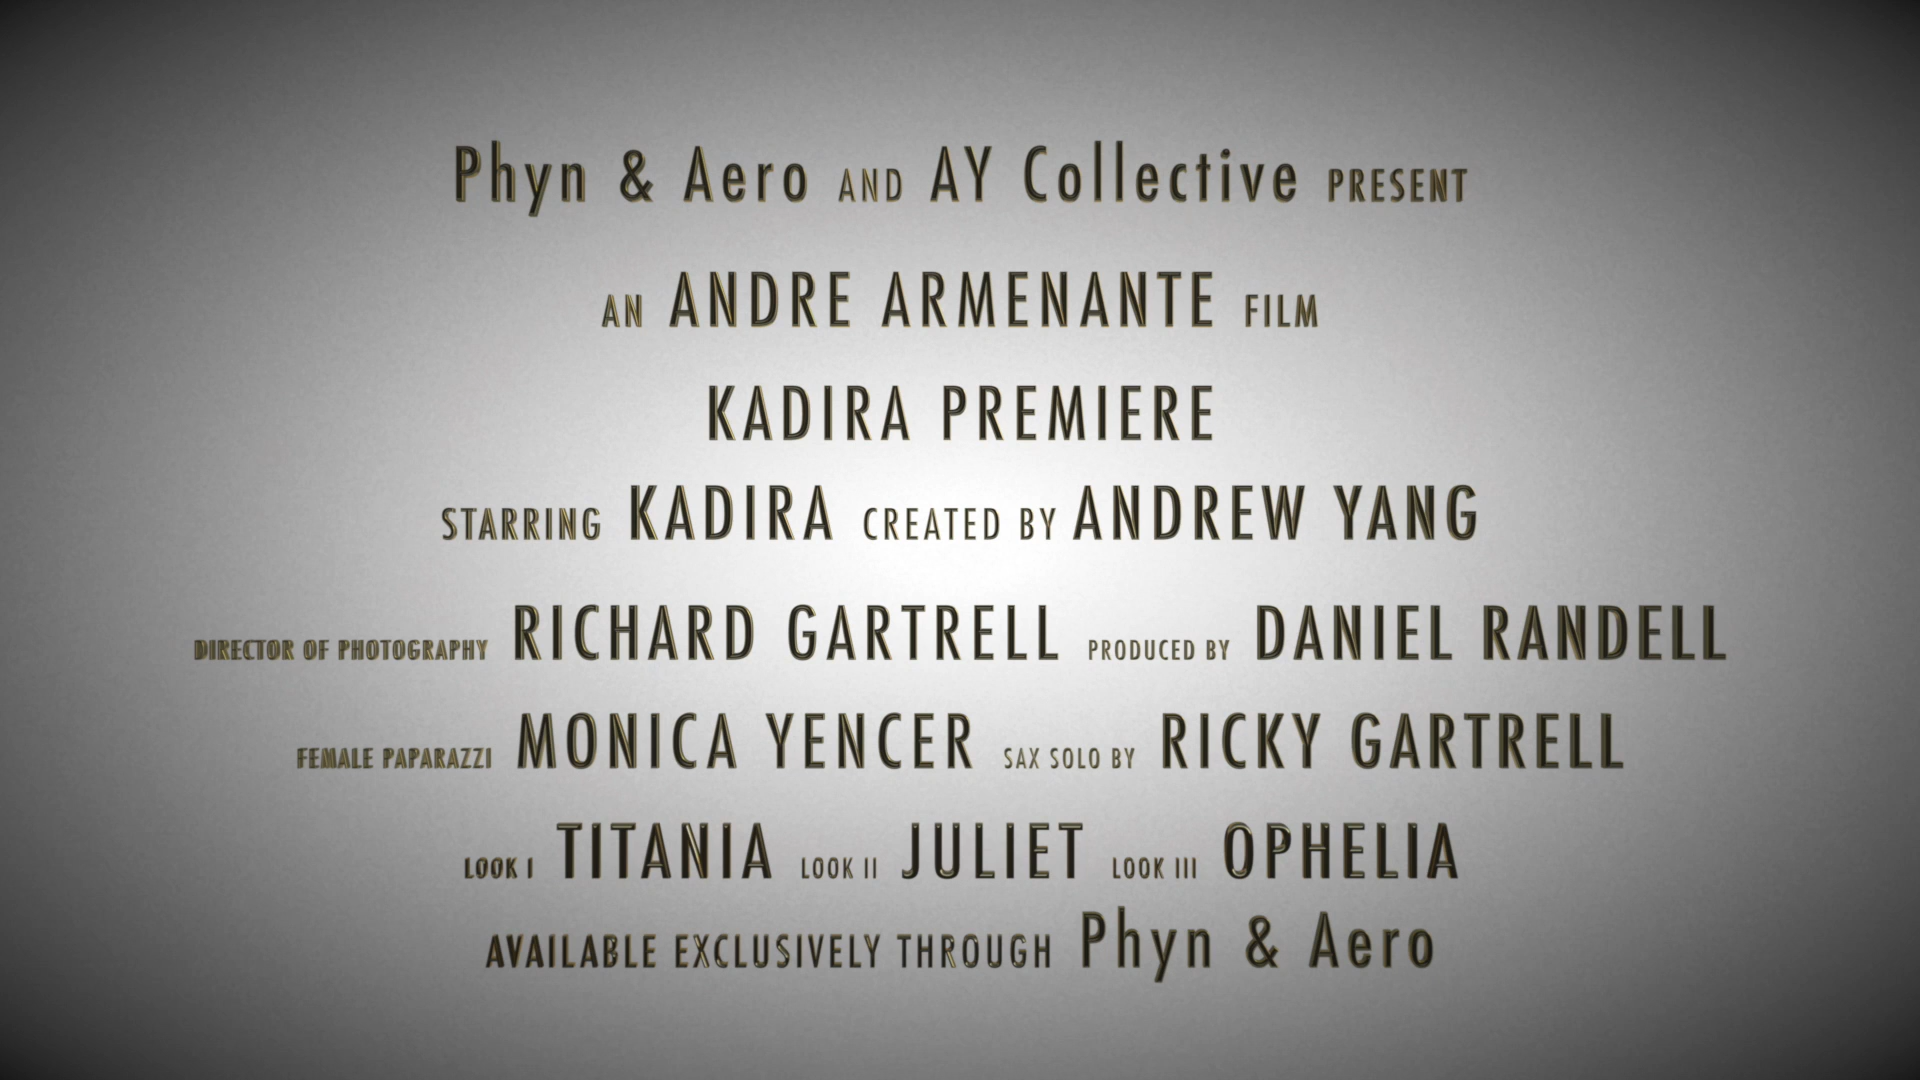 Phyn & Aero AND AY Collective PRESENT
AN ANDRE ARMENANTE FILM
KADIRA PREMIERE
STARRING KADIRA CREATED BY ANDREW YANG
DIRECTOR OF PHOTOGRAPHY RICHARD GARTRELL PRODUCED BY DANIEL RANDELL
FEMALE PAPARAZZI MONICA YENCER SAX SOLO BY RICKY GARTRELL
LOOK I TITANIA LOOK II JULIET LOOK III OPHELIA
AVAILABLE EXCLUSIVELY THROUGH Phyn & Aero